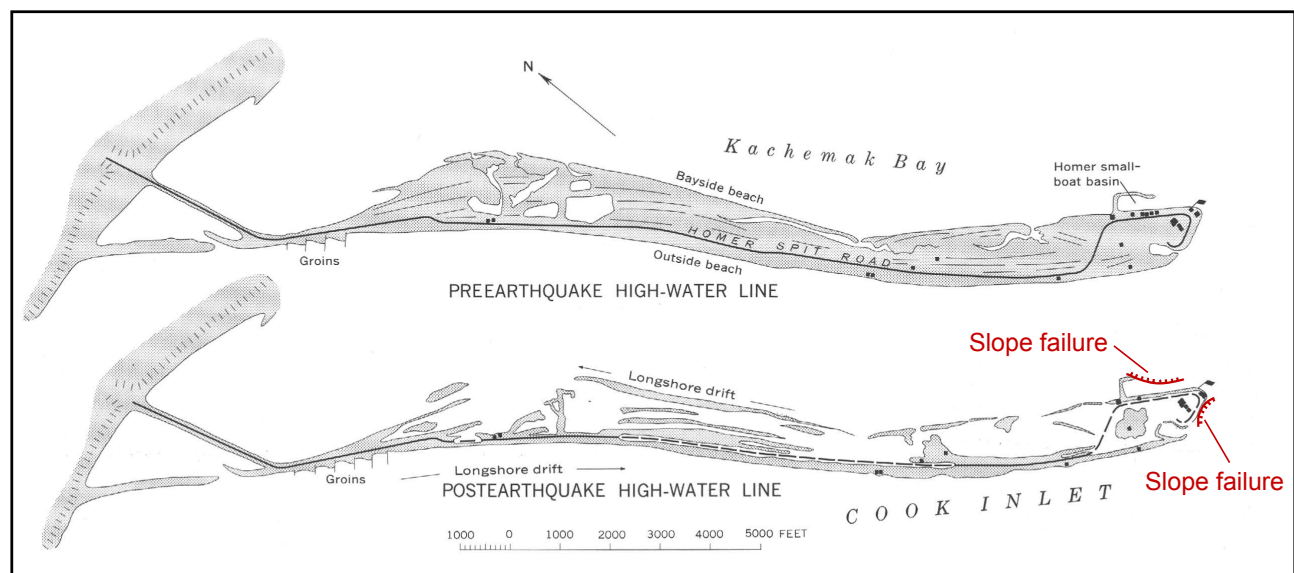 N
Kachemak Bay
Homer small-
boat basin
Bayside beach
HOMER SPIT ROAD
Outside beach
Groins
PREEARTHQUAKE HIGH-WATER LINE
Slope failure
Longshore drift
Slope failure
Longshore drift
Groins
POSTEARTHQUAKE HIGH-WATER LINE
COOK INLET
1000 0 1000 2000 3000 4000 5000 FEET